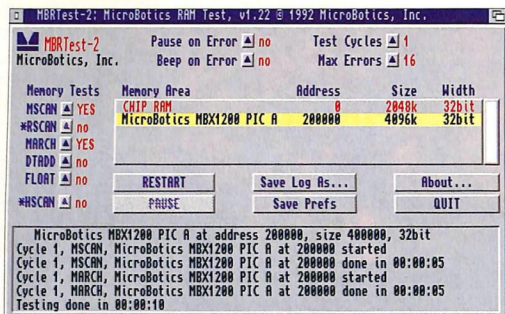 MBRTest-2: MicroBotics RAM Test, v1.22 © 1992 MicroBotics, Inc.
MBRTest-2 Pause on Error no Test Cycles 1
MicroBotics, Inc. Beep on Error no Max Errors 16
Memory Tests Memory Area Address Size Width
MSCAN YES CHIP RAM 0 2048k 32bit
*RSCAN no MicroBotics MBX1200 PIC A 200000 4096k 32bit
MARCH YES
DTADD no
FLOAT no RESTART Save Log As... About...
*HSCAN no PAUSE Save Prefs QUIT
MicroBotics MBX1200 PIC A at address 200000, size 400000, 32bit
Cycle 1, MSCAN, MicroBotics MBX1200 PIC A at 200000 started
Cycle 1, MSCAN, MicroBotics MBX1200 PIC A at 200000 done in 00:00:05
Cycle 1, MARCH, MicroBotics MBX1200 PIC A at 200000 started
Cycle 1, MARCH, MicroBotics MBX1200 PIC A at 200000 done in 00:00:05
Testing done in 00:00:10